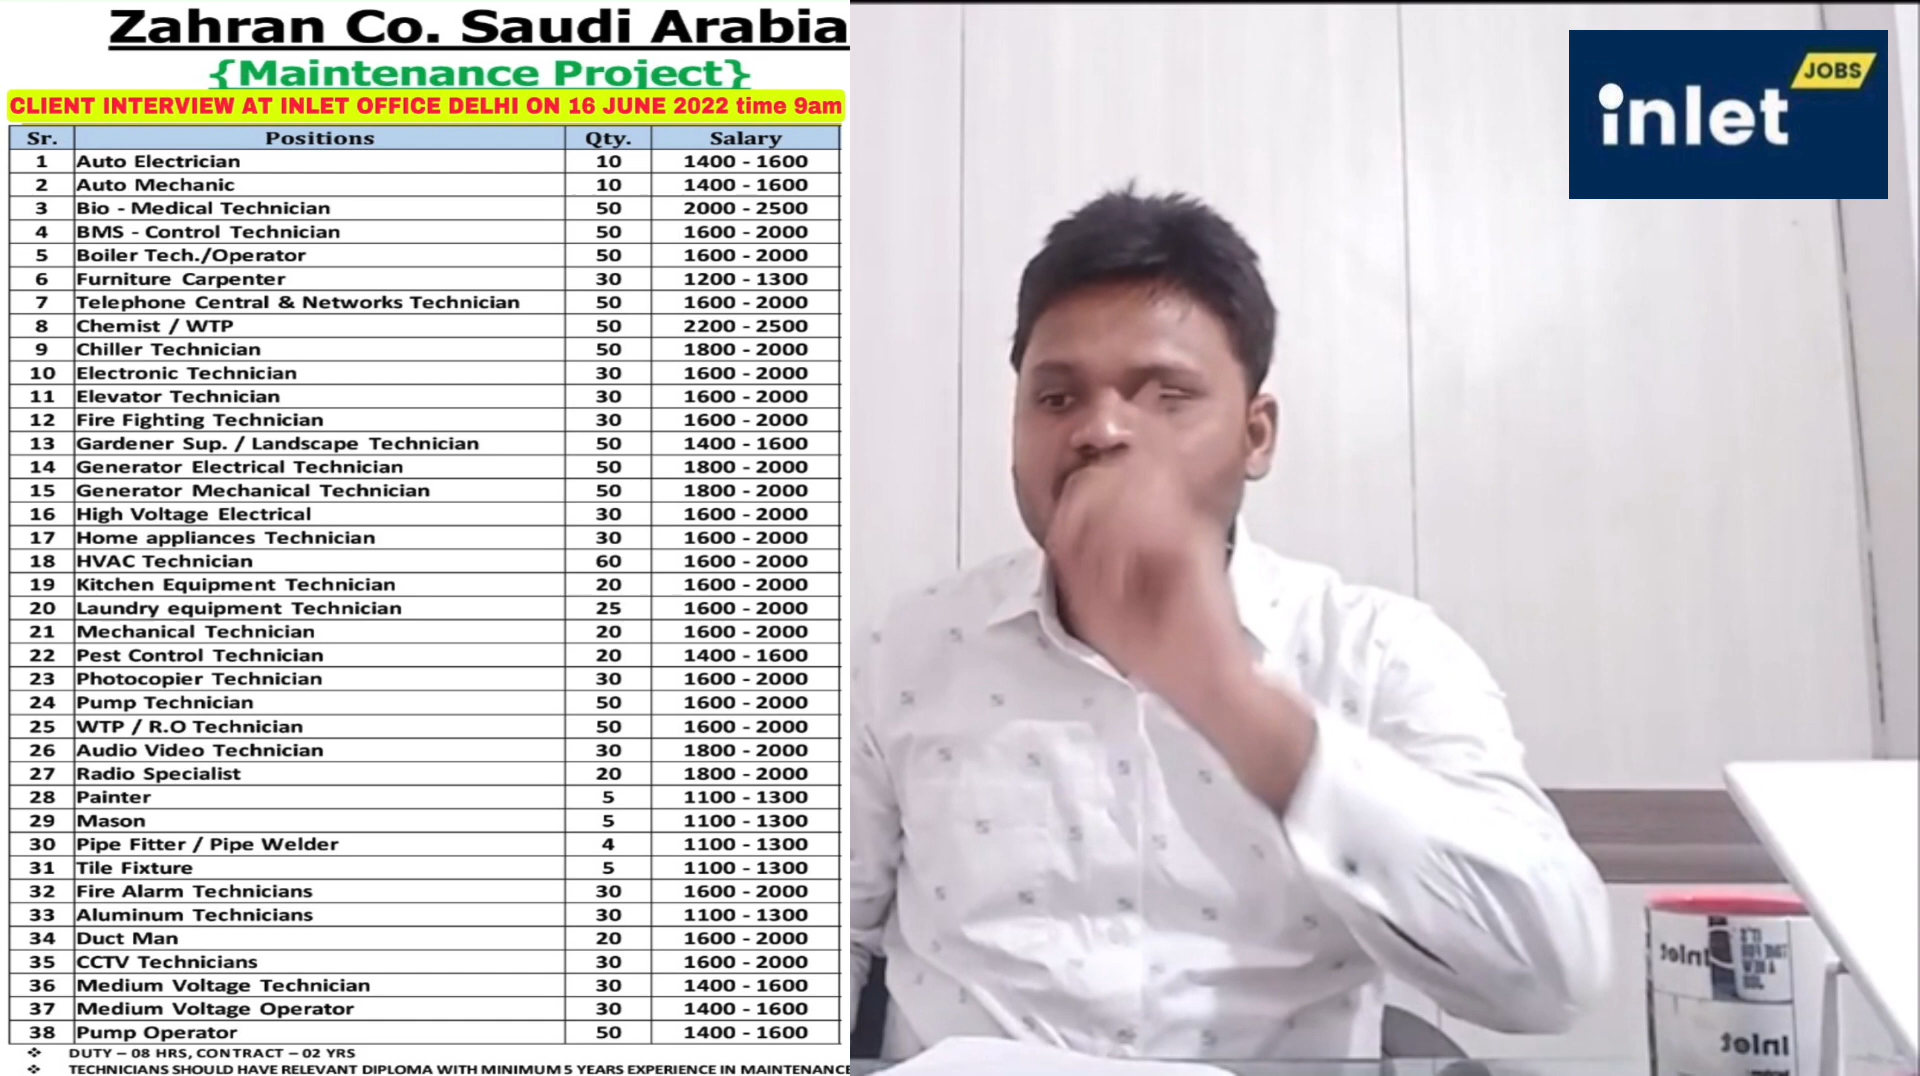 Zahran Co. Saudi Arabia
{Maintenance Project}
CLIENT INTERVIEW AT INLET OFFICE DELHI ON 16 JUNE 2022 time 9am
Sr. Positions Qty. Salary
1 Auto Electrician 10 1400 - 1600
2 Auto Mechanic 10 1400 - 1600
3 Bio - Medical Technician 50 2000 - 2500
4 BMS - Control Technician 50 1600 - 2000
5 Boiler Tech./Operator 50 1600 - 2000
6 Furniture Carpenter 30 1200 - 1300
7 Telephone Central & Networks Technician 50 1600 - 2000
8 Chemist / WTP 50 2200 - 2500
9 Chiller Technician 50 1800 - 2000
10 Electronic Technician 30 1600 - 2000
11 Elevator Technician 30 1600 - 2000
12 Fire Fighting Technician 30 1600 - 2000
13 Gardener Sup. / Landscape Technician 50 1400 - 1600
14 Generator Electrical Technician 50 1800 - 2000
15 Generator Mechanical Technician 50 1800 - 2000
16 High Voltage Electrical 30 1600 - 2000
17 Home appliances Technician 30 1600 - 2000
18 HVAC Technician 60 1600 - 2000
19 Kitchen Equipment Technician 20 1600 - 2000
20 Laundry equipment Technician 25 1600 - 2000
21 Mechanical Technician 20 1600 - 2000
22 Pest Control Technician 20 1400 - 1600
23 Photocopier Technician 30 1600 - 2000
24 Pump Technician 50 1600 - 2000
25 WTP / R.O Technician 50 1600 - 2000
26 Audio Video Technician 30 1800 - 2000
27 Radio Specialist 20 1800 - 2000
28 Painter 5 1100 - 1300
29 Mason 5 1100 - 1300
30 Pipe Fitter / Pipe Welder 4 1100 - 1300
31 Tile Fixture 5 1100 - 1300
32 Fire Alarm Technicians 30 1600 - 2000
33 Aluminum Technicians 30 1100 - 1300
34 Duct Man 20 1600 - 2000
35 CCTV Technicians 30 1600 - 2000
36 Medium Voltage Technician 30 1400 - 1600
37 Medium Voltage Operator 30 1400 - 1600
38 Pump Operator 50 1400 - 1600
❖ DUTY – 08 HRS, CONTRACT – 02 YRS
❖ TECHNICIANS SHOULD HAVE RELEVANT DIPLOMA WITH MINIMUM 5 YEARS EXPERIENCE IN MAINTENANCE
inlet JOBS
Inlet
Inlet